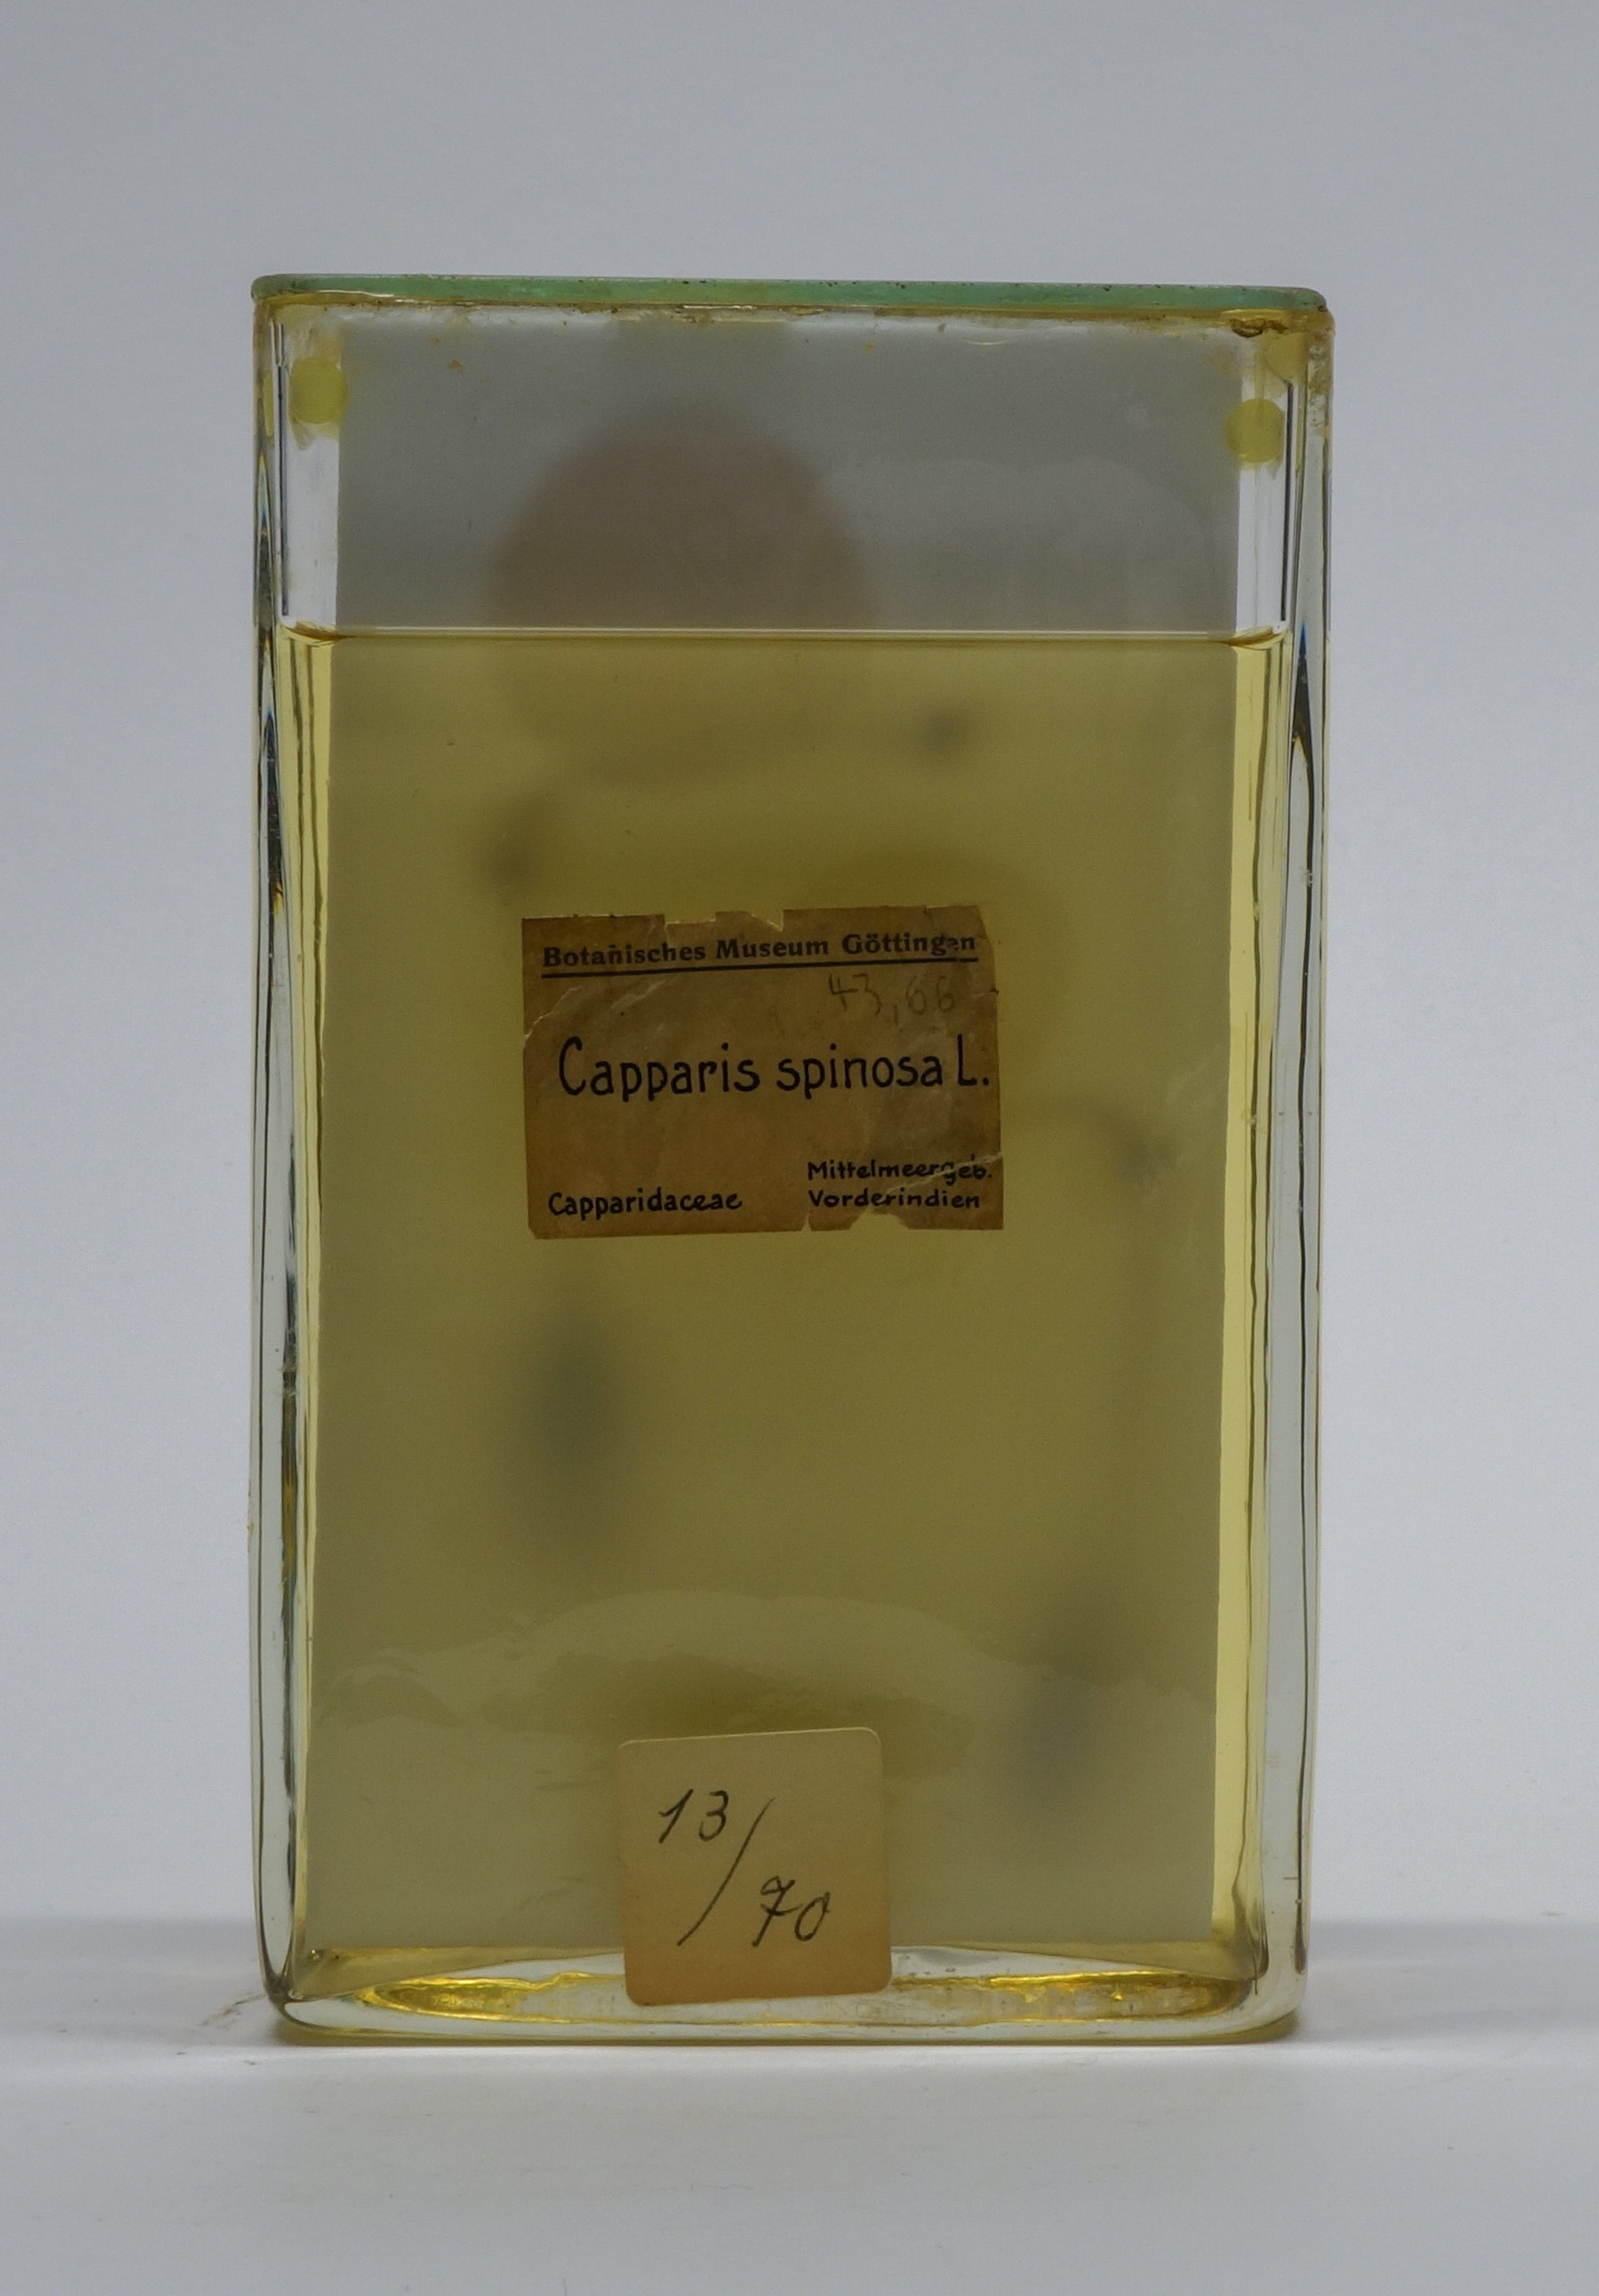 Botanisches Museum Göttingen
43,66
Capparis spinosa L.
Mittelmeergeb.
Capparidaceae Vorderindien
13/70